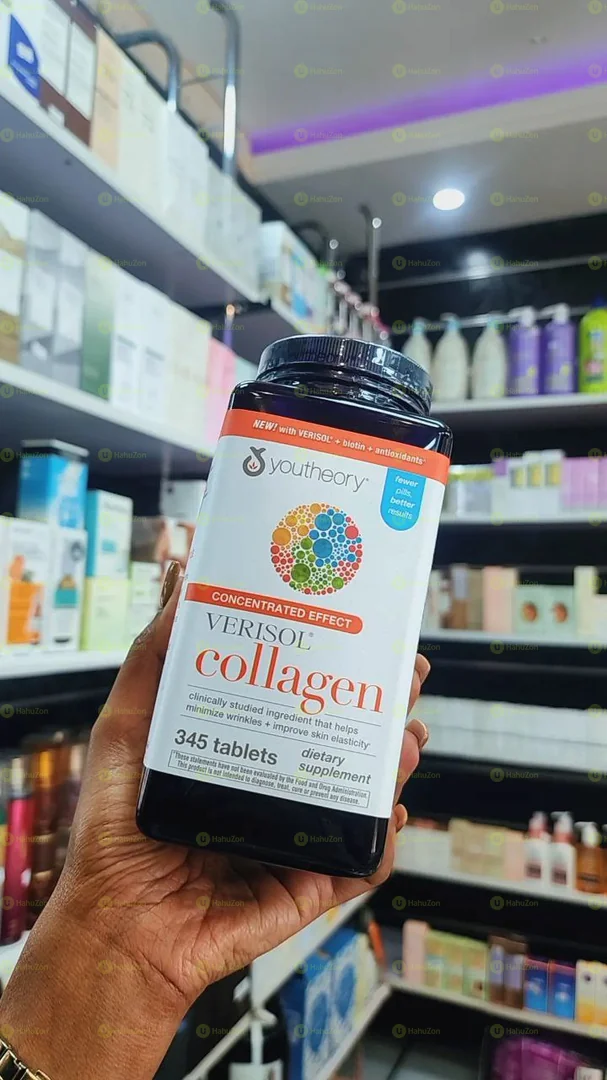 NEW! with VERISOL® + biotin + antioxidants*
youtheory®
fewer
pills,
better
results
CONCENTRATED EFFECT
VERISOL®
collagen
clinically studied ingredient that helps
minimize wrinkles + improve skin elasticity*
345 tablets
dietary
supplement
*These statements have not been evaluated by the Food and Drug Administration.
This product is not intended to diagnose, treat, cure or prevent any disease.
HahuZon